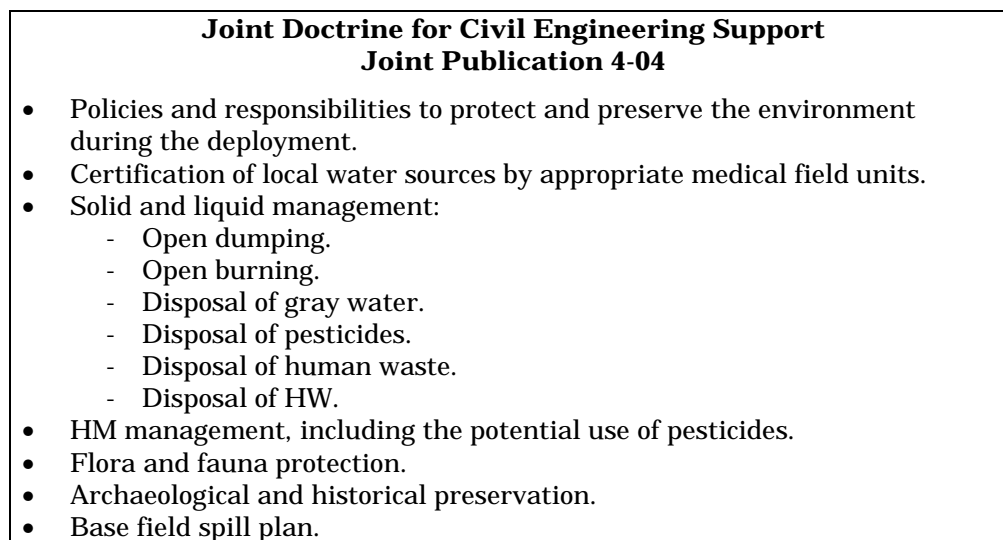 Joint Doctrine for Civil Engineering Support
Joint Publication 4-04
• Policies and responsibilities to protect and preserve the environment
during the deployment.
• Certification of local water sources by appropriate medical field units.
• Solid and liquid management:
- Open dumping.
- Open burning.
- Disposal of gray water.
- Disposal of pesticides.
- Disposal of human waste.
- Disposal of HW.
• HM management, including the potential use of pesticides.
• Flora and fauna protection.
• Archaeological and historical preservation.
• Base field spill plan.